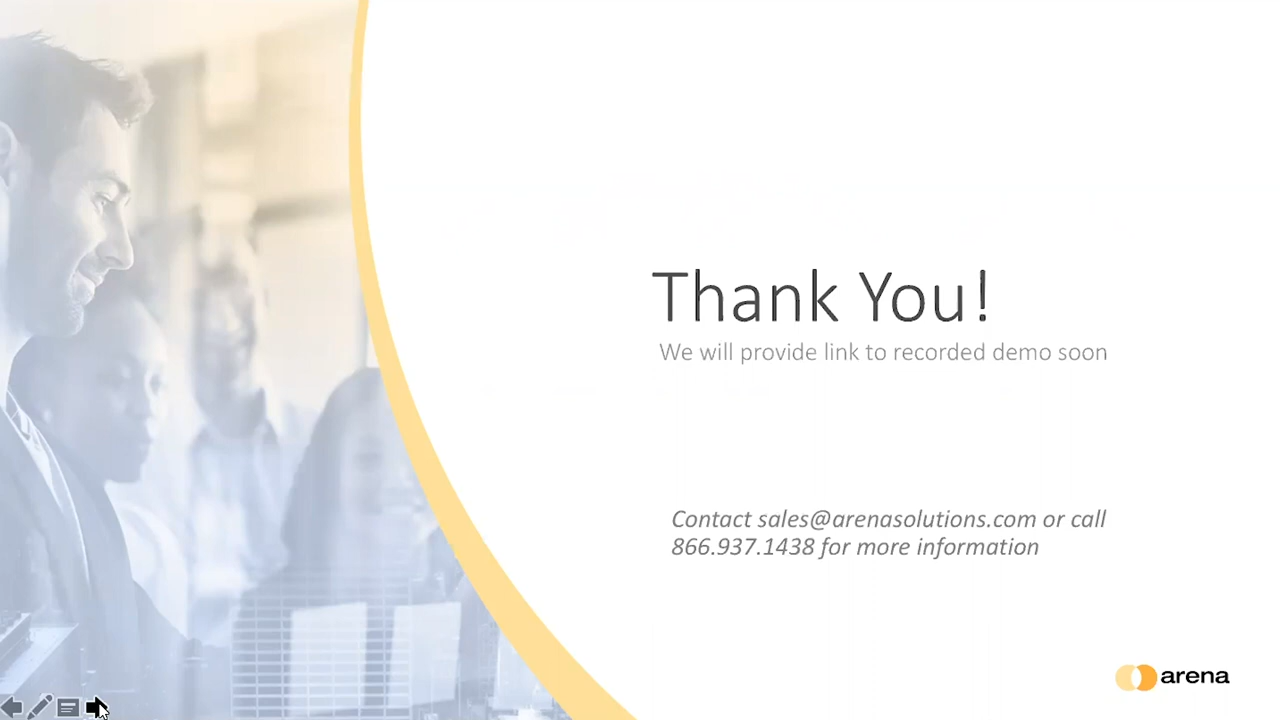 Thank You!
We will provide link to recorded demo soon
Contact sales@arenasolutions.com or call
866.937.1438 for more information
arena